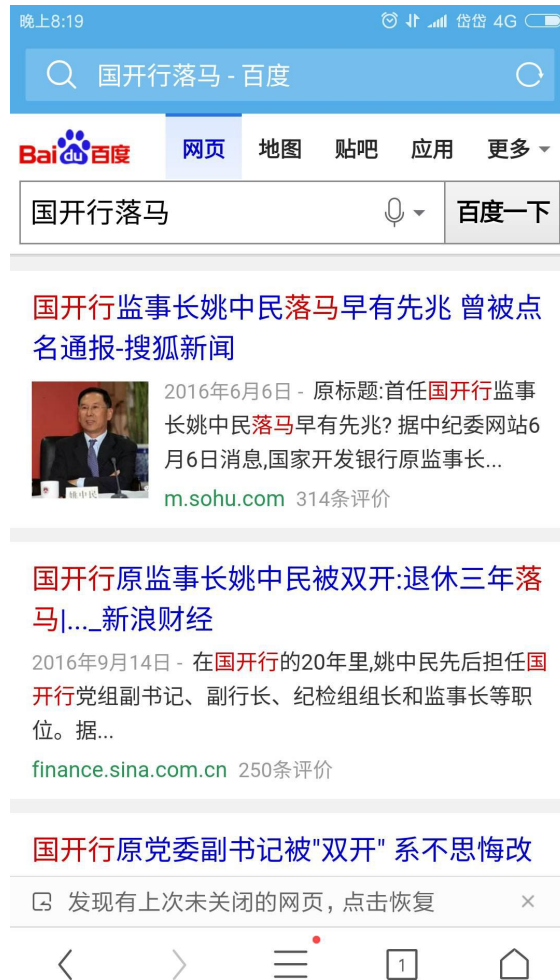 晚上8:19 岱岱 4G
国开行落马 - 百度
Bai du 百度 网页 地图 贴吧 应用 更多
国开行落马 百度一下
国开行监事长姚中民落马早有先兆 曾被点
名通报-搜狐新闻
2016年6月6日 - 原标题:首任国开行监事
长姚中民落马早有先兆? 据中纪委网站6
月6日消息,国家开发银行原监事长...
姚中民
m.sohu.com 314条评价
国开行原监事长姚中民被双开:退休三年落
马|..._新浪财经
2016年9月14日 - 在国开行的20年里,姚中民先后担任国
开行党组副书记、副行长、纪检组组长和监事长等职
位。据...
finance.sina.com.cn 250条评价
国开行原党委副书记被"双开" 系不思悔改
发现有上次未关闭的网页，点击恢复
1